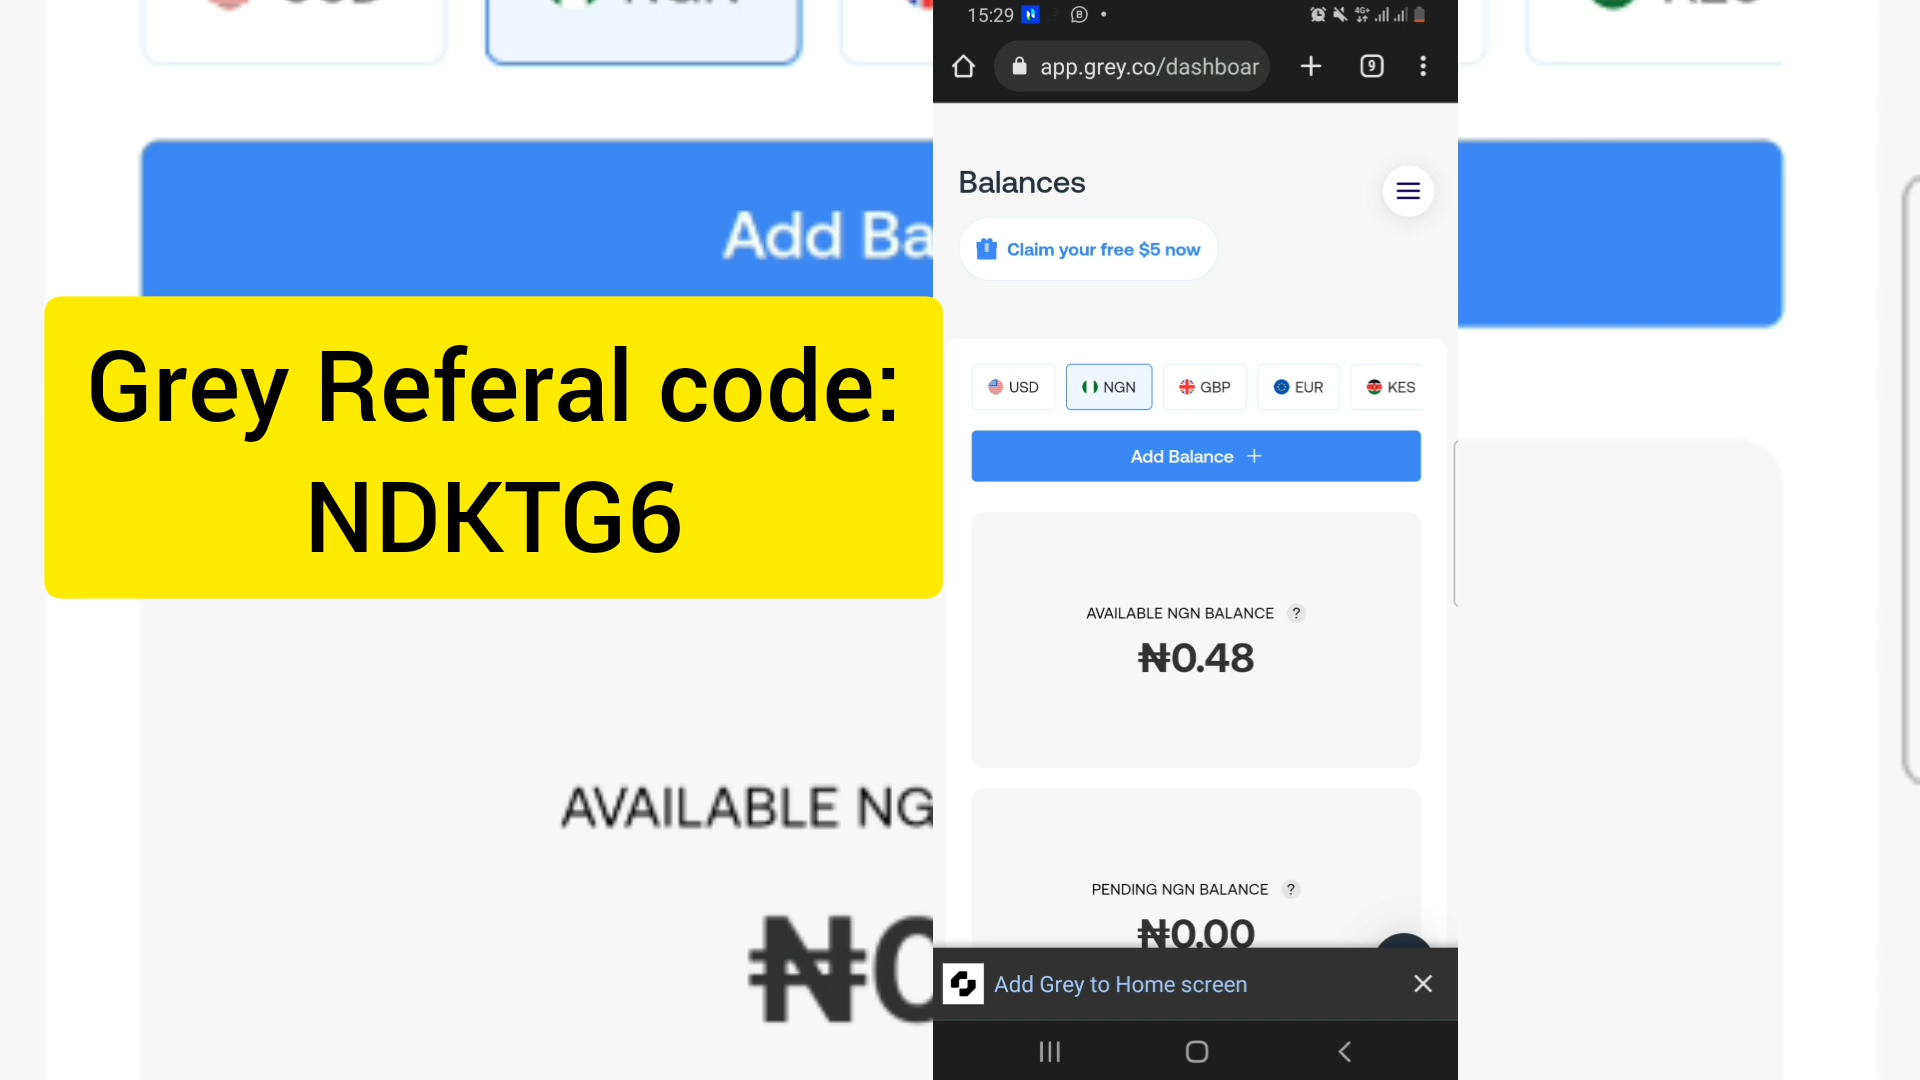 15:29
4G+
app.grey.co/dashboar
9
Balances
Claim your free $5 now
USD
NGN
GBP
EUR
KES
Add Balance +
AVAILABLE NGN BALANCE ?
₦0.48
PENDING NGN BALANCE ?
₦0.00
Add Grey to Home screen
Grey Referal code:
NDKTG6
Add Ba
AVAILABLE NG
₦0